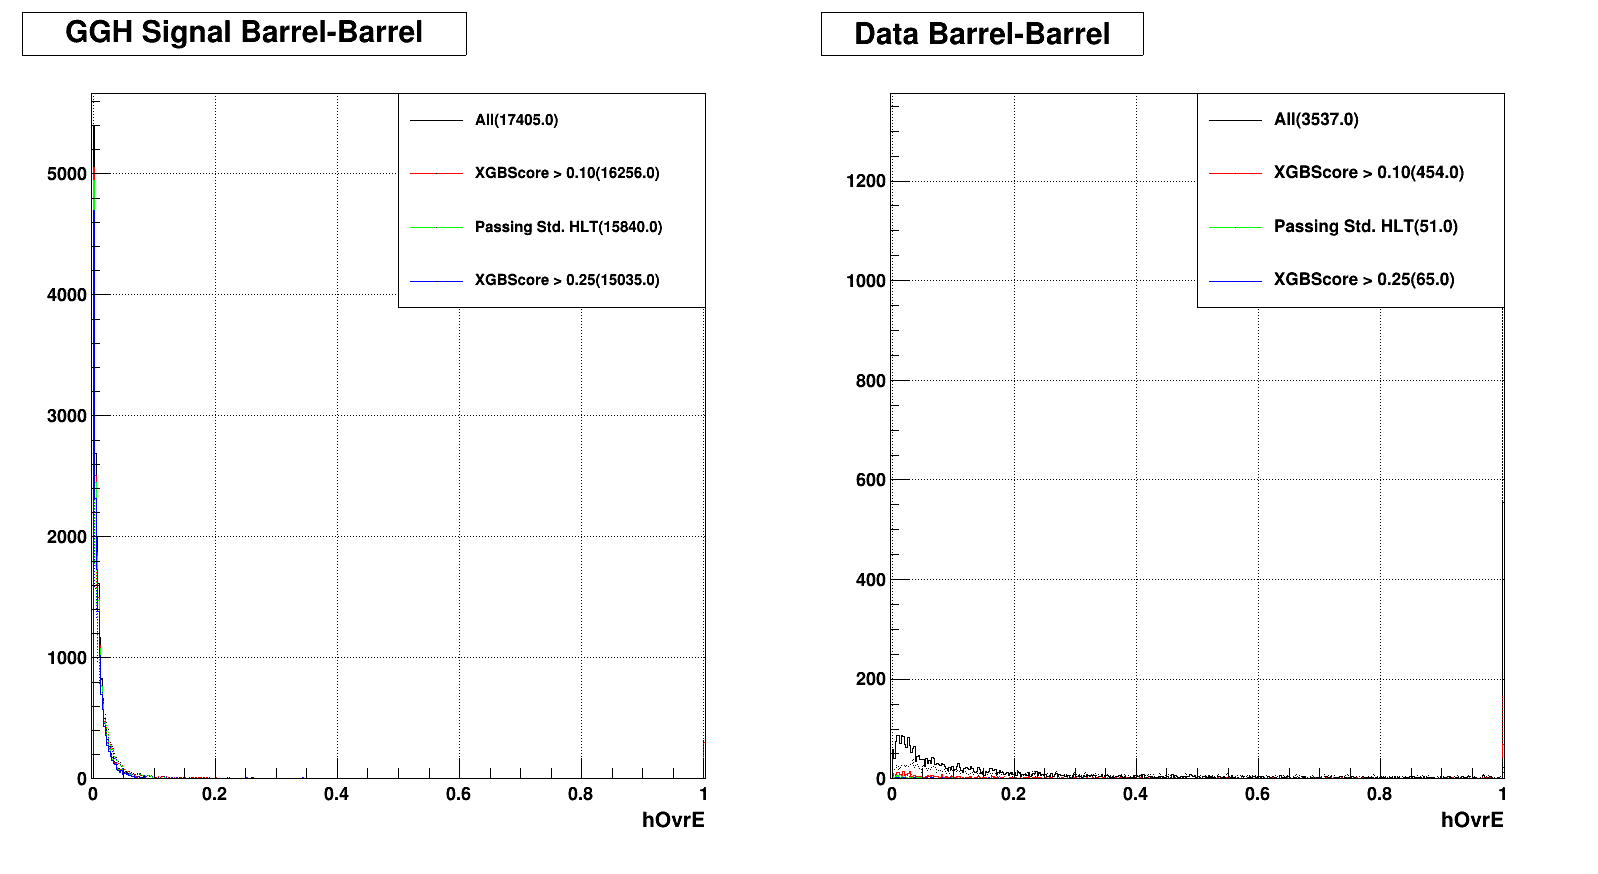 GGH Signal Barrel-Barrel
All(17405.0)
XGBScore > 0.10(16256.0)
Passing Std. HLT(15840.0)
XGBScore > 0.25(15035.0)
5000
4000
3000
2000
1000
0
0 0.2 0.4 0.6 0.8 1
hOvrE
Data Barrel-Barrel
All(3537.0)
XGBScore > 0.10(454.0)
Passing Std. HLT(51.0)
XGBScore > 0.25(65.0)
1200
1000
800
600
400
200
0
0 0.2 0.4 0.6 0.8 1
hOvrE